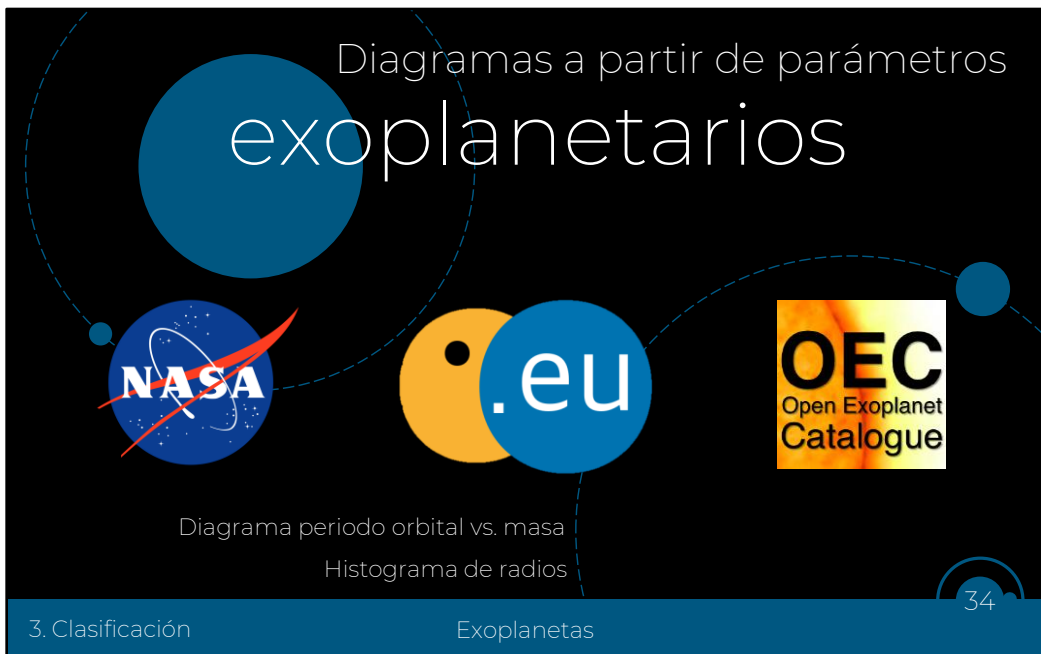 Diagramas a partir de parámetros
exoplanetarios
NASA
.eu
OEC
Open Exoplanet
Catalogue
Diagrama periodo orbital vs. masa
Histograma de radios
34
3. Clasificación
Exoplanetas